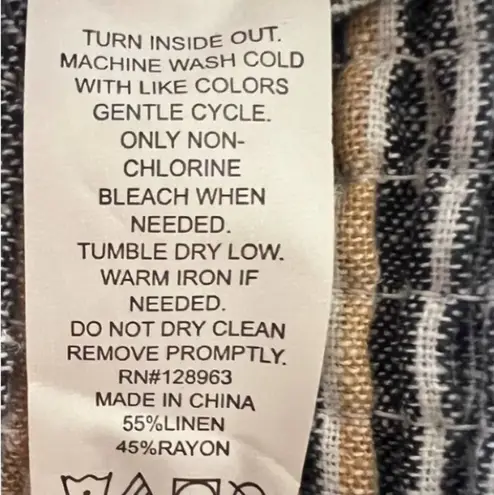 TURN INSIDE OUT.
MACHINE WASH COLD
WITH LIKE COLORS
GENTLE CYCLE.
ONLY NON-
CHLORINE
BLEACH WHEN
NEEDED.
TUMBLE DRY LOW.
WARM IRON IF
NEEDED.
DO NOT DRY CLEAN
REMOVE PROMPTLY.
RN#128963
MADE IN CHINA
55%LINEN
45%RAYON